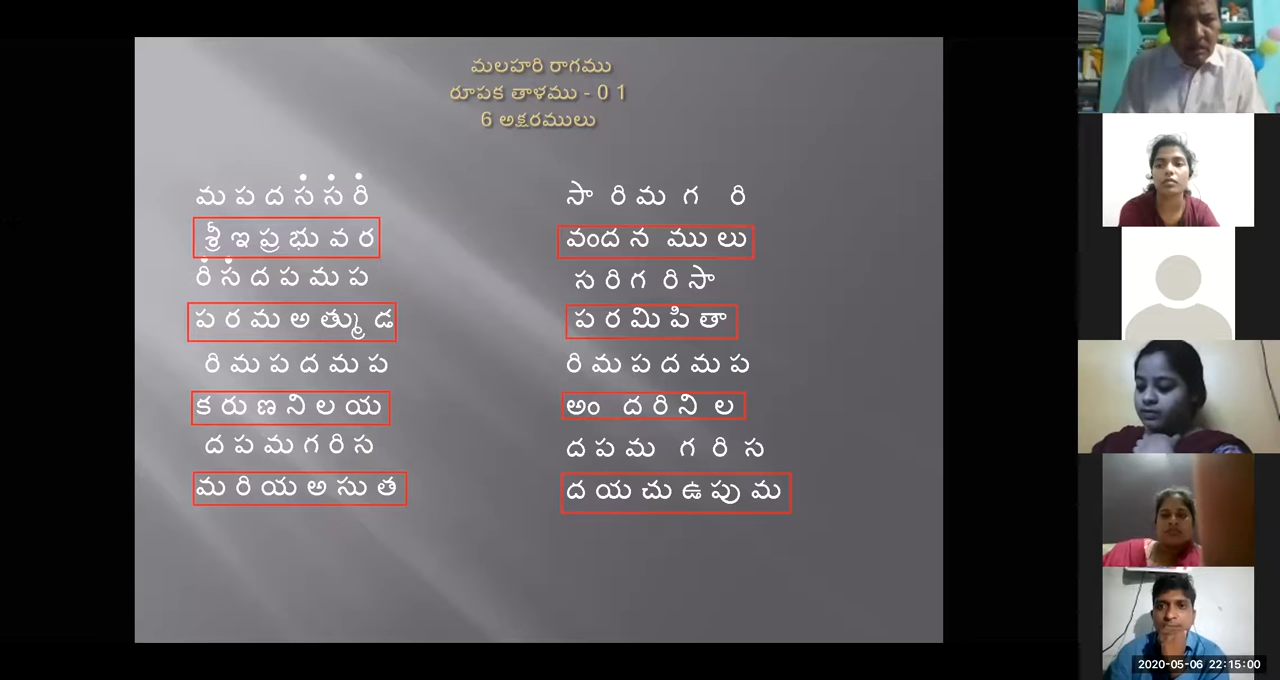 మలహరి రాగము
రూపక తాళము - 0 1
6 అక్షరములు
మ ప ద స స రి
శ్రీ ఇ ప్ర భు వ ర
రి స ద ప మ ప
ప ర మ అ త్ము డ
రి మ ప ద మ ప
క రు ణ ని ల య
ద ప మ గ రి స
మ రి య అ సు త
సా రి మ గ రి
వంద న ము లు
స రి గ రి సా
ప ర మి పి తా
రి మ ప ద మ ప
అం ద రి ని ల
ద ప మ గ రి స
ద య చు ఉ పు మ
2020-05-06 22:15:00